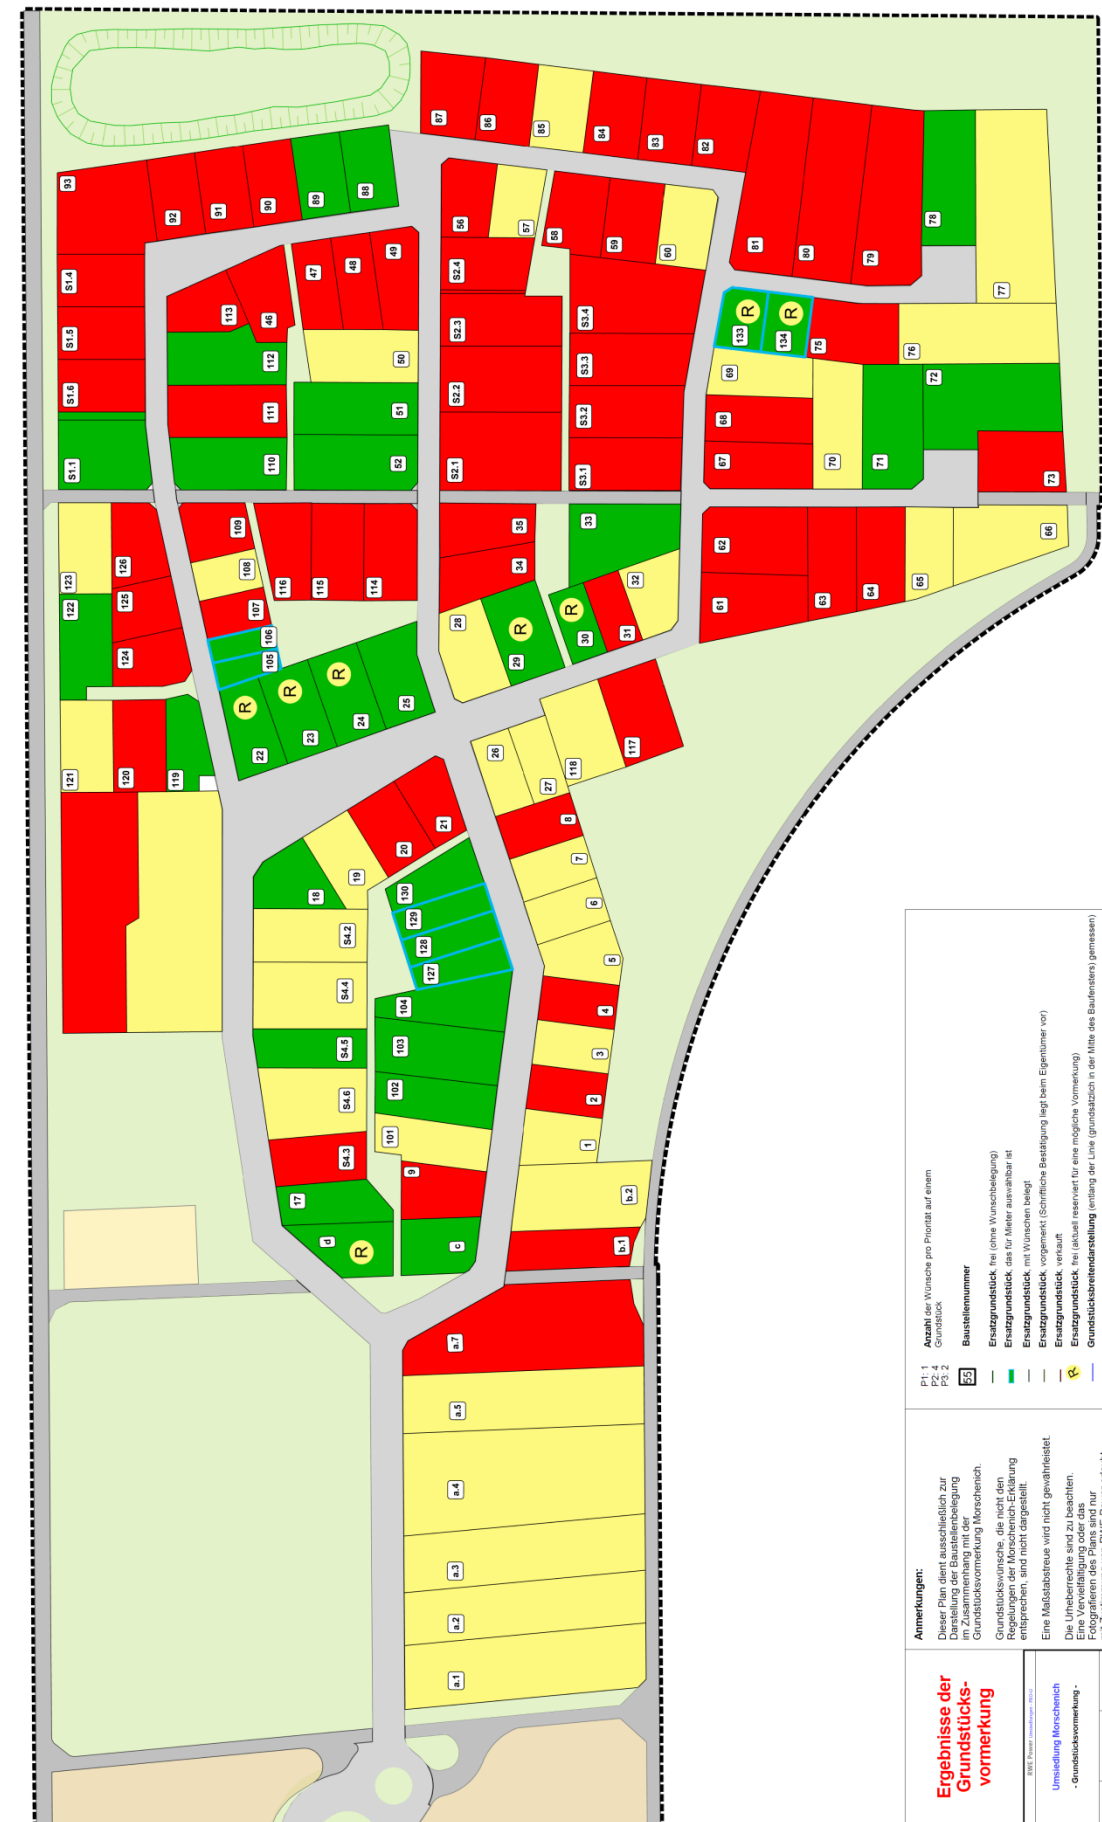 87
86
85
84
83
82
81
80
79
78
77
93
92
91
90
89
88
S1.4
S1.5
S1.6
S1.1
113
46
112
111
110
47
48
49
50
51
52
56
57
58
59
60
S2.4
S2.3
S2.2
S2.1
S3.4
S3.3
S3.2
S3.1
133
R
134
R
75
76
69
68
67
70
71
72
73
123
122
126
125
124
121
120
119
109
108
107
106
105
116
115
114
22
R
23
R
24
R
25
35
34
33
32
31
30
R
29
R
28
62
61
63
64
65
66
26
27
118
117
8
7
6
5
4
3
2
1
21
20
19
18
S4.2
S4.4
S4.5
S4.6
S4.3
17
d
R
130
129
128
127
104
103
102
101
9
c
b.2
b.1
a.7
a.5
a.4
a.3
a.2
a.1
P1: 1
P2: 4
P3: 2
Anzahl der Wünsche pro Priorität auf einem
Grundstück
55
Baustellennummer
Ersatzgrundstück, frei (ohne Wunschbelegung)
Ersatzgrundstück, das für Mieter auswählbar ist
Ersatzgrundstück, mit Wünschen belegt
Ersatzgrundstück, vorgemerkt (Schriftliche Bestätigung liegt beim Eigentümer vor)
Ersatzgrundstück, verkauft
R
Ersatzgrundstück, frei (aktuell reserviert für eine mögliche Vormerkung)
Grundstücksbreitendarstellung (entlang der Linie (grundsätzlich in der Mitte des Baufensters) gemessen)
Anmerkungen:
Dieser Plan dient ausschließlich zur
Darstellung der Baustellenbelegung
im Zusammenhang mit der
Grundstücksvormerkung Morschenich.
Grundstückswünsche, die nicht den
Regelungen der Morschenich-Erklärung
entsprechen, sind nicht dargestellt.
Eine Maßstabstreue wird nicht gewährleistet.
Die Urheberrechte sind zu beachten.
Eine Vervielfältigung oder das
Fotografieren des Plans sind nur
Ergebnisse der
Grundstücks-
vormerkung
RWE Power
Umsiedlung Morschenich
- Grundstücksvormerkung -